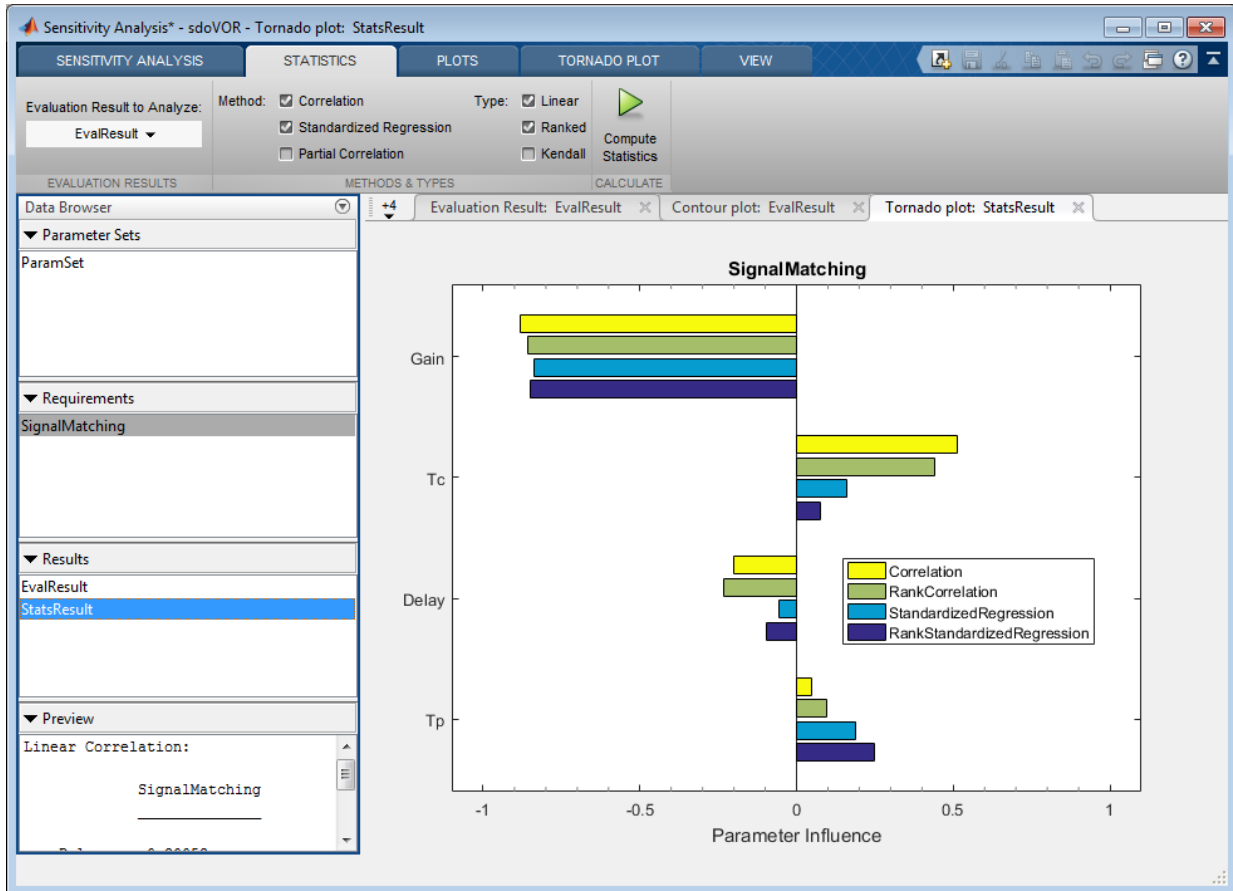 Sensitivity Analysis* - sdoVOR - Tornado plot: StatsResult
SENSITIVITY ANALYSIS STATISTICS PLOTS TORNADO PLOT VIEW
Evaluation Result to Analyze:
EvalResult
EVALUATION RESULTS
Method: Correlation
Standardized Regression
Partial Correlation
Type: Linear
Ranked
Kendall
METHODS & TYPES
Compute
Statistics
CALCULATE
Data Browser
Parameter Sets
ParamSet
Requirements
SignalMatching
Results
EvalResult
StatsResult
Preview
Linear Correlation:
SignalMatching
+4 Evaluation Result: EvalResult Contour plot: EvalResult Tornado plot: StatsResult
SignalMatching
Gain
Tc
Delay
Tp
Correlation
RankCorrelation
StandardizedRegression
RankStandardizedRegression
-1 -0.5 0 0.5 1
Parameter Influence